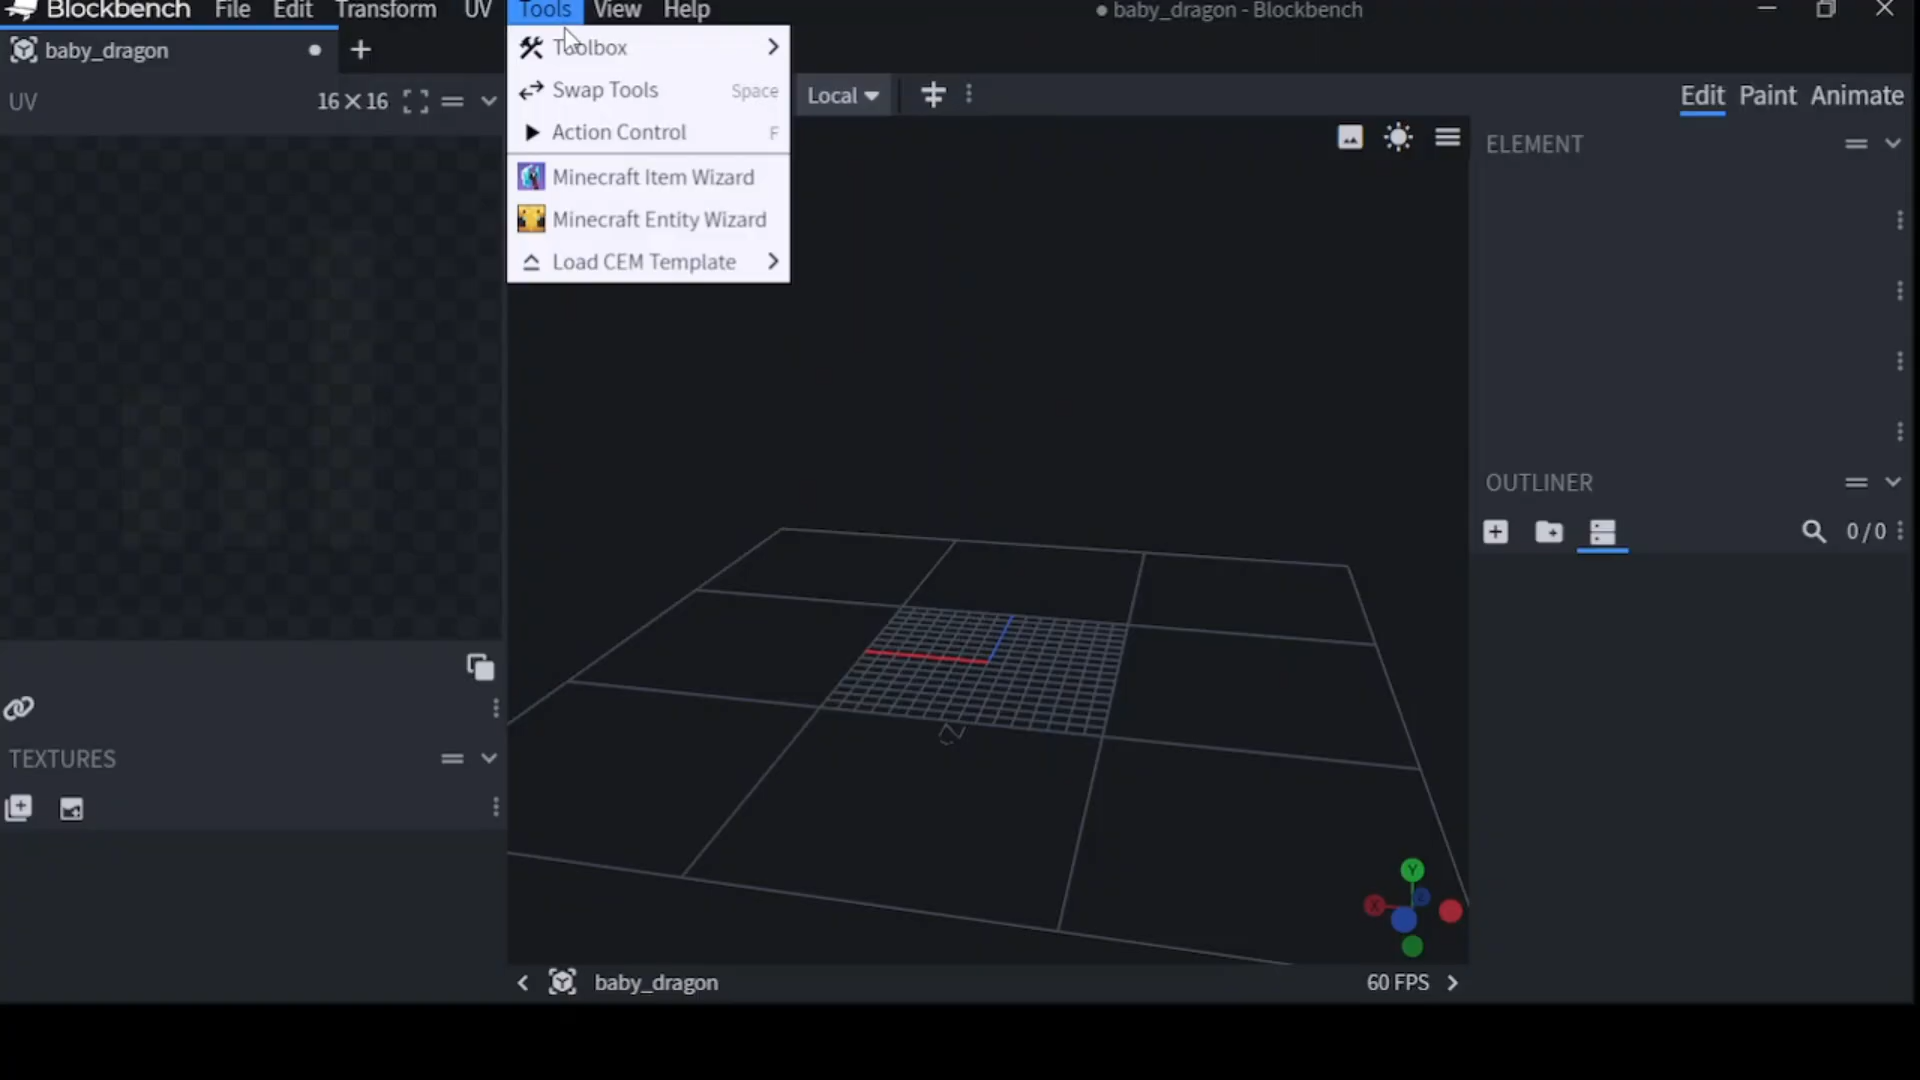 Blockbench File Edit Transform UV Tools View Help baby_dragon - Blockbench
baby_dragon
UV 16×16
Toolbox
Swap Tools Space
Action Control F
Minecraft Item Wizard
Minecraft Entity Wizard
Load CEM Template
Local
Edit Paint Animate
ELEMENT
OUTLINER
0/0
TEXTURES
Y
X
Z
baby_dragon
60 FPS